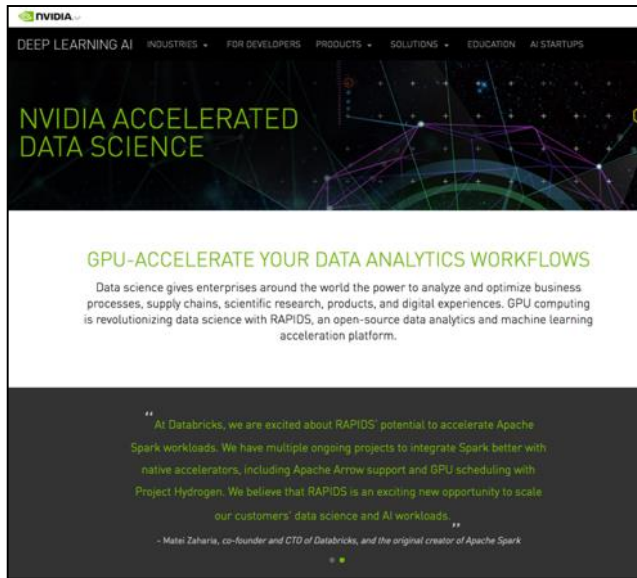 NVIDIA
DEEP LEARNING AI INDUSTRIES FOR DEVELOPERS PRODUCTS SOLUTIONS EDUCATION AI STARTUPS
NVIDIA ACCELERATED
DATA SCIENCE
GPU-ACCELERATE YOUR DATA ANALYTICS WORKFLOWS
Data science gives enterprises around the world the power to analyze and optimize business
processes, supply chains, scientific research, products, and digital experiences. GPU computing
is revolutionizing data science with RAPIDS, an open-source data analytics and machine learning
acceleration platform.
“At Databricks, we are excited about RAPIDS' potential to accelerate Apache
Spark workloads. We have multiple ongoing projects to integrate Spark better with
native accelerators, including Apache Arrow support and GPU scheduling with
Project Hydrogen. We believe that RAPIDS is an exciting new opportunity to scale
our customers' data science and AI workloads.”
- Matei Zaharia, co-founder and CTO of Databricks, and the original creator of Apache Spark